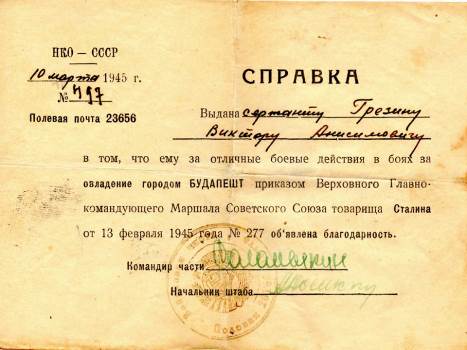 НКО — СССР
10 марта 1945 г.
№ 797
Полевая почта 23656
СПРАВКА
Выдана сержанту Грезину
Виктору Анисимовичу
в том, что ему за отличные боевые действия в боях за
овладение городом БУДАПЕШТ приказом Верховного Главно-
командующего Маршала Советского Союза товарища Сталина
от 13 февраля 1945 года № 277 об'явлена благодарность.
Командир части
Начальник штаба